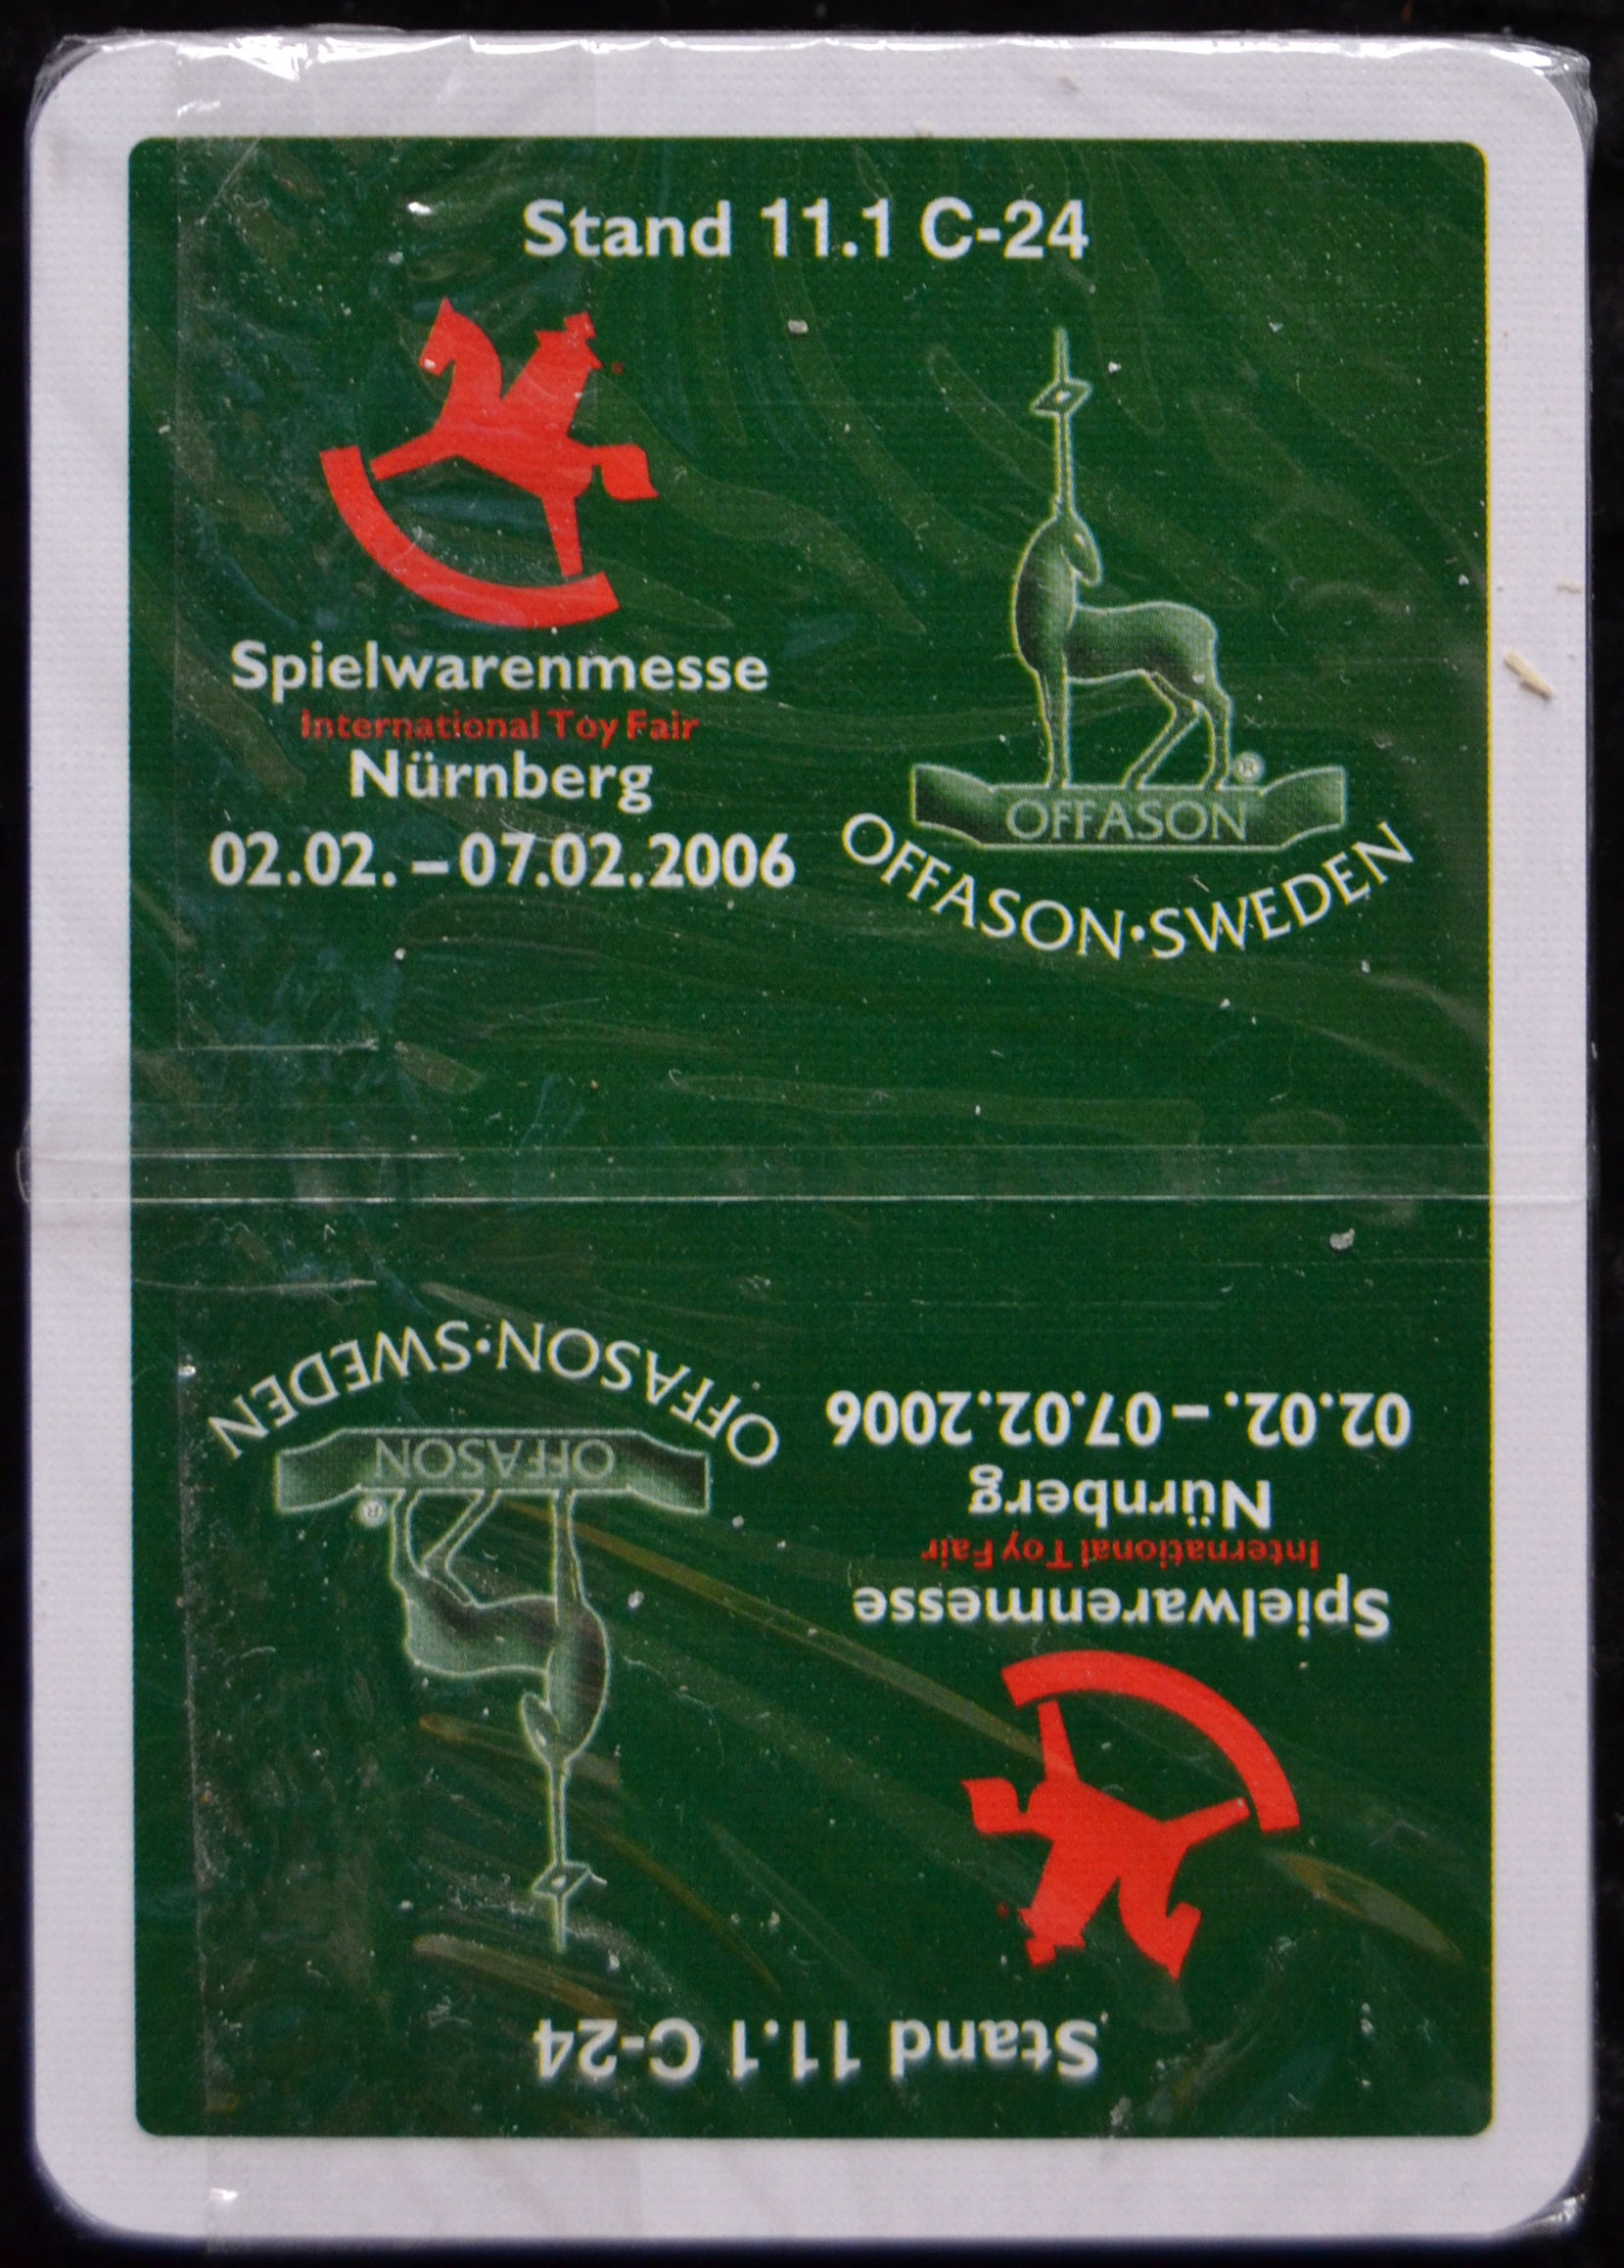 Stand 11.1 C-24
Spielwarenmesse
International Toy Fair
Nürnberg
02.02. – 07.02.2006
®
OFFASON
OFFASON·SWEDEN
OFFASON·SWEDEN
OFFASON
®
02.02. – 07.02.2006
Nürnberg
International Toy Fair
Spielwarenmesse
Stand 11.1 C-24